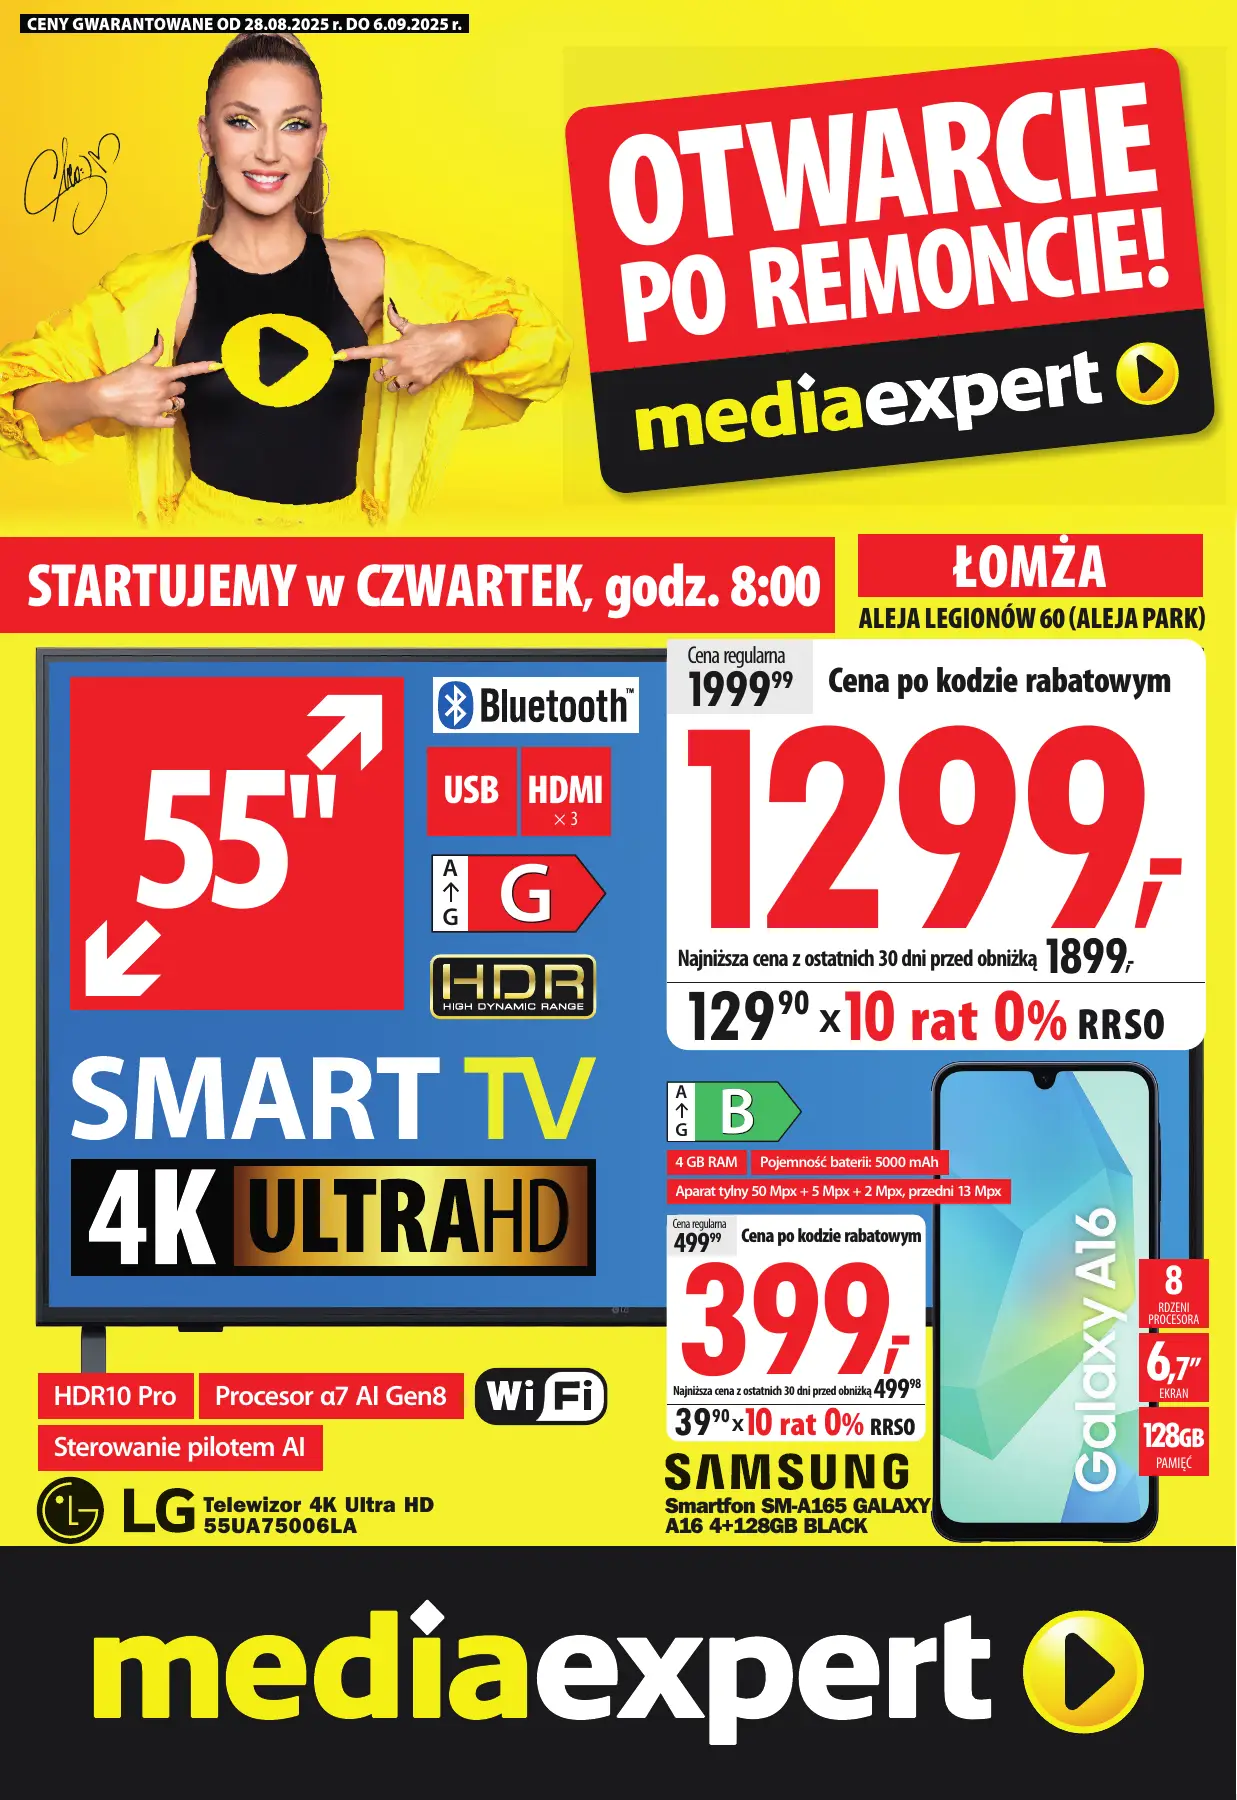 CENY GWARANTOWANE OD 28.08.2025 r. DO 6.09.2025 r.
Cleo
OTWARCIE
PO REMONCIE!
mediaexpert
STARTUJEMY w CZWARTEK, godz. 8:00
ŁOMŻA
ALEJA LEGIONÓW 60 (ALEJA PARK)
55"
Bluetooth™
USB
HDMI
× 3
A
G
G
HDR
HIGH DYNAMIC RANGE
SMART TV
4K ULTRAHD
Cena regularna
1999 99
Cena po kodzie rabatowym
1299,-
Najniższa cena z ostatnich 30 dni przed obniżką 1899,-
129 90 x 10 rat 0% RRSO
LG
HDR10 Pro
Procesor α7 AI Gen8
WiFi
Sterowanie pilotem AI
LG
Telewizor 4K Ultra HD
55UA75006LA
A
G
B
4 GB RAM
Pojemność baterii: 5000 mAh
Aparat tylny 50 Mpx + 5 Mpx + 2 Mpx, przedni 13 Mpx
Cena regularna
499 99
Cena po kodzie rabatowym
399,-
Najniższa cena z ostatnich 30 dni przed obniżką 499 98
39 90 x 10 rat 0% RRSO
Galaxy A16
8
RDZENI
PROCESORA
6,7”
EKRAN
128GB
PAMIĘĆ
SAMSUNG
Smartfon SM-A165 GALAXY
A16 4+128GB BLACK
mediaexpert